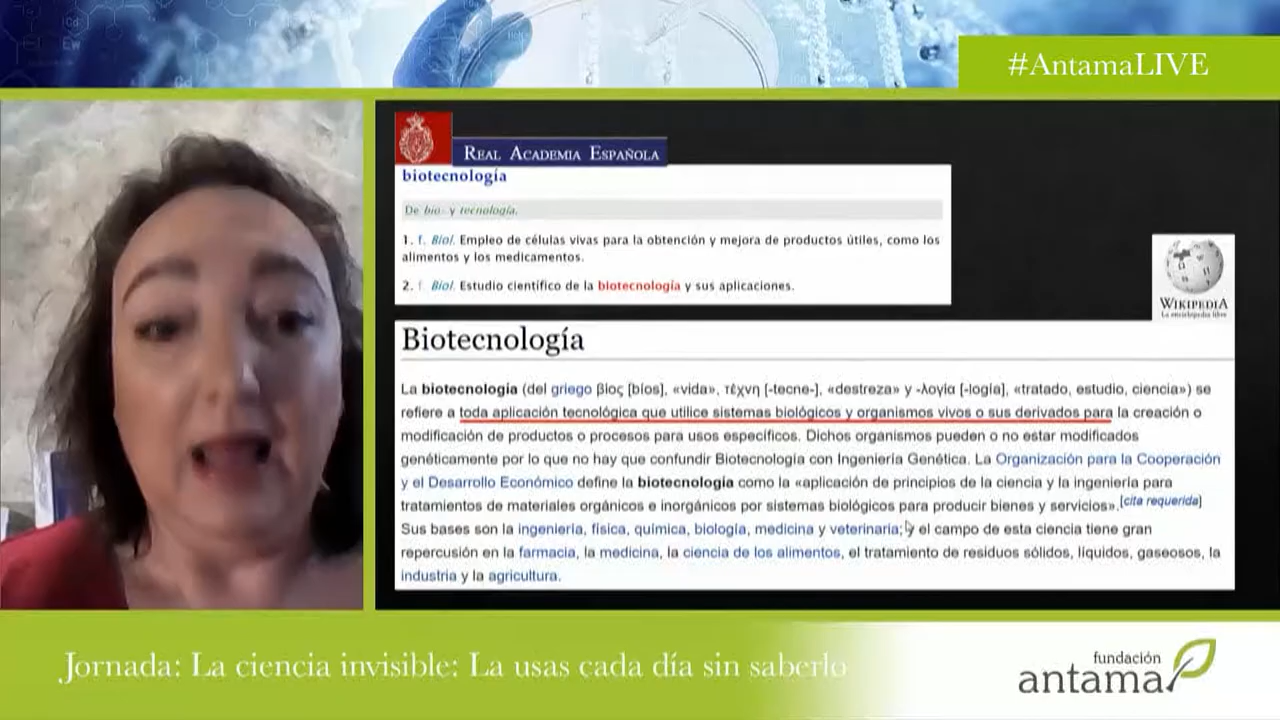 #AntamaLIVE
REAL ACADEMIA ESPAÑOLA
biotecnología
De bio- y tecnología.
1. f. Biol. Empleo de células vivas para la obtención y mejora de productos útiles, como los
alimentos y los medicamentos.
2. f. Biol. Estudio científico de la biotecnología y sus aplicaciones.
WIKIPEDIA
La enciclopedia libre
Biotecnología
La biotecnología (del griego βίος [bíos], «vida», τέχνη [-tecne-], «destreza» y -λογία [-logía], «tratado, estudio, ciencia») se
refiere a toda aplicación tecnológica que utilice sistemas biológicos y organismos vivos o sus derivados para la creación o
modificación de productos o procesos para usos específicos. Dichos organismos pueden o no estar modificados
genéticamente por lo que no hay que confundir Biotecnología con Ingeniería Genética. La Organización para la Cooperación
y el Desarrollo Económico define la biotecnología como la «aplicación de principios de la ciencia y la ingeniería para
tratamientos de materiales orgánicos e inorgánicos por sistemas biológicos para producir bienes y servicios».[cita requerida]
Sus bases son la ingeniería, física, química, biología, medicina y veterinaria; y el campo de esta ciencia tiene gran
repercusión en la farmacia, la medicina, la ciencia de los alimentos, el tratamiento de residuos sólidos, líquidos, gaseosos, la
industria y la agricultura.
Jornada: La ciencia invisible: La usas cada día sin saberlo
fundación
antama